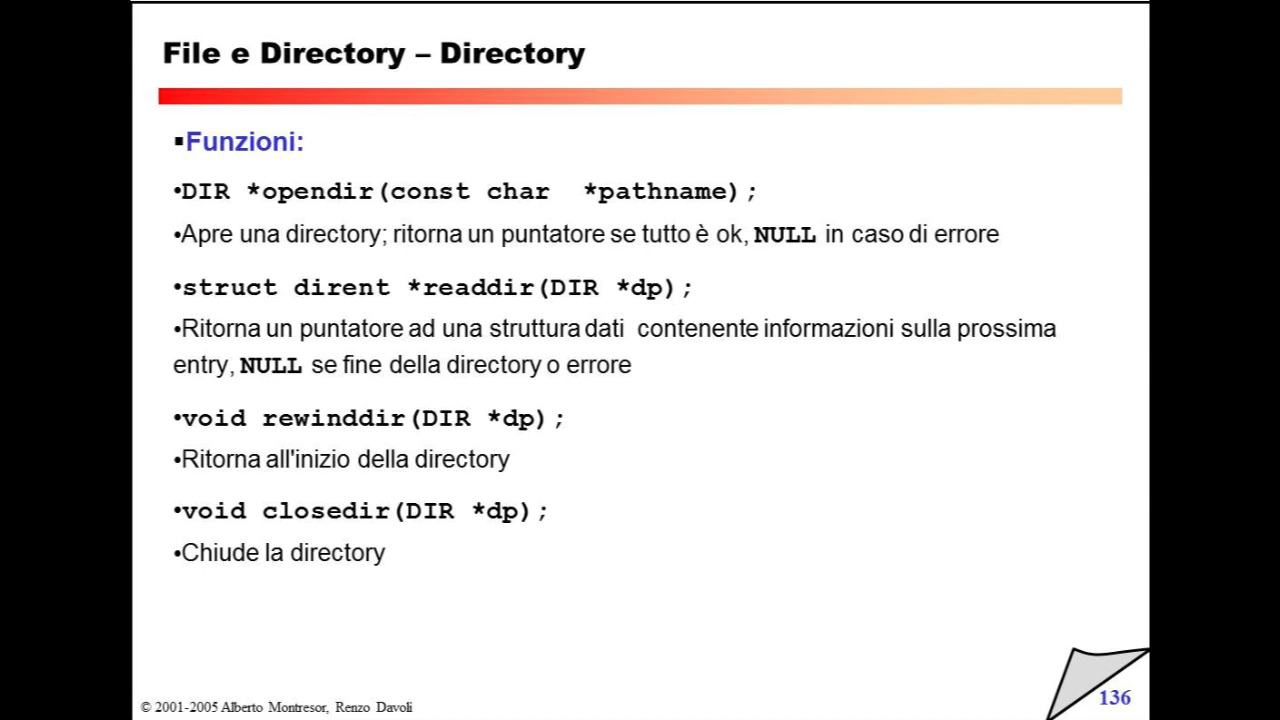 File e Directory – Directory
▪Funzioni:
•DIR *opendir(const char  *pathname);
•Apre una directory; ritorna un puntatore se tutto è ok, NULL in caso di errore
•struct dirent *readdir(DIR *dp);
•Ritorna un puntatore ad una struttura dati  contenente informazioni sulla prossima
entry, NULL se fine della directory o errore
•void rewinddir(DIR *dp);
•Ritorna all'inizio della directory
•void closedir(DIR *dp);
•Chiude la directory
© 2001-2005 Alberto Montresor, Renzo Davoli
136